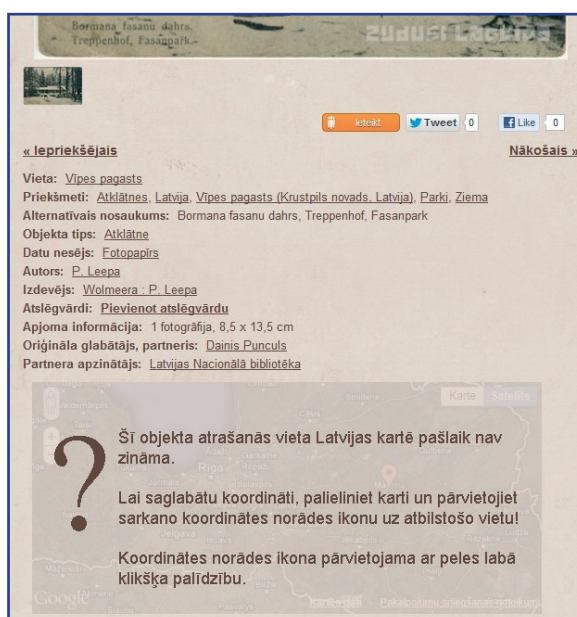 Bormana fasanu dahrs.
Treppenhof, Fasanpark.-
ZUDUSĪ LATVIJA
Ieteikt Tweet 0 Like 0
« Iepriekšējais Nākošais »
Vieta: Vīpes pagasts
Priekšmeti: Atklātnes, Latvija, Vīpes pagasts (Krustpils novads, Latvija), Parki, Ziema
Alternatīvais nosaukums: Bormana fasanu dahrs, Treppenhof, Fasanpark
Objekta tips: Atklātne
Datu nesējs: Fotopapīrs
Autors: P. Leepa
Izdevējs: Wolmeera : P. Leepa
Atslēgvārdi: Pievienot atslēgvārdu
Apjoma informācija: 1 fotogrāfija, 8,5 x 13,5 cm
Oriģināla glabātājs, partneris: Dainis Punculs
Partnera apzinātājs: Latvijas Nacionālā bibliotēka
Karte Satelīts
?
Šī objekta atrašanās vieta Latvijas kartē pašlaik nav
zināma.
Rīga
Lai saglabātu koordināti, palieliniet karti un pārvietojiet
sarkano koordinātes norādes ikonu uz atbilstošo vietu!
Koordinātes norādes ikona pārvietojama ar peles labā
klikšķa palīdzību.
Google